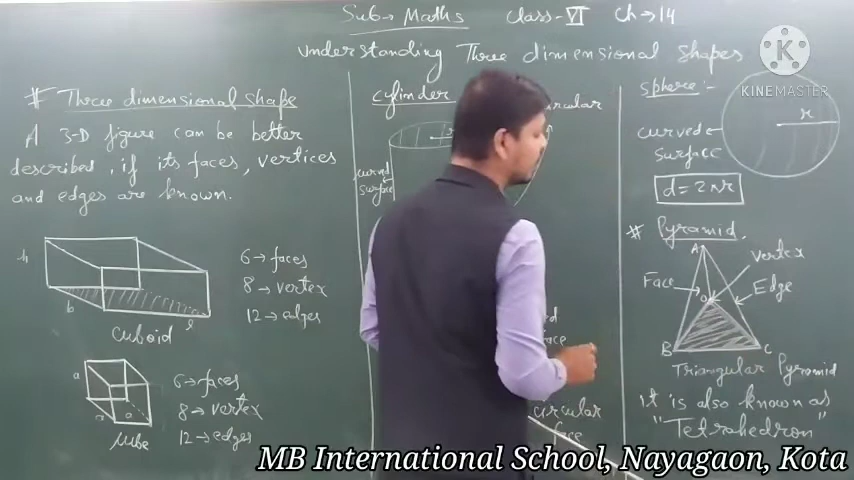 Sub→ Maths Class-VI Ch→14
Understanding Three dimensional shapes
# Three dimensional shape
A 3-D figure can be better
described, if its faces, vertices
and edges are known.
h
b
l
6→faces
8→vertex
12→edges
Cuboid
a
a
6→faces
8→vertex
12→edges
cube
cylinder
curved
surface
circular
circular
face
sphere :-
r
curved
surface
d=2πr
# Pyramid.
A
vertex
Face
Edge
B
C
Triangular Pyramid
It is also known as
"Tetrahedron"
K
KINEMASTER
MB International School, Nayagaon, Kota